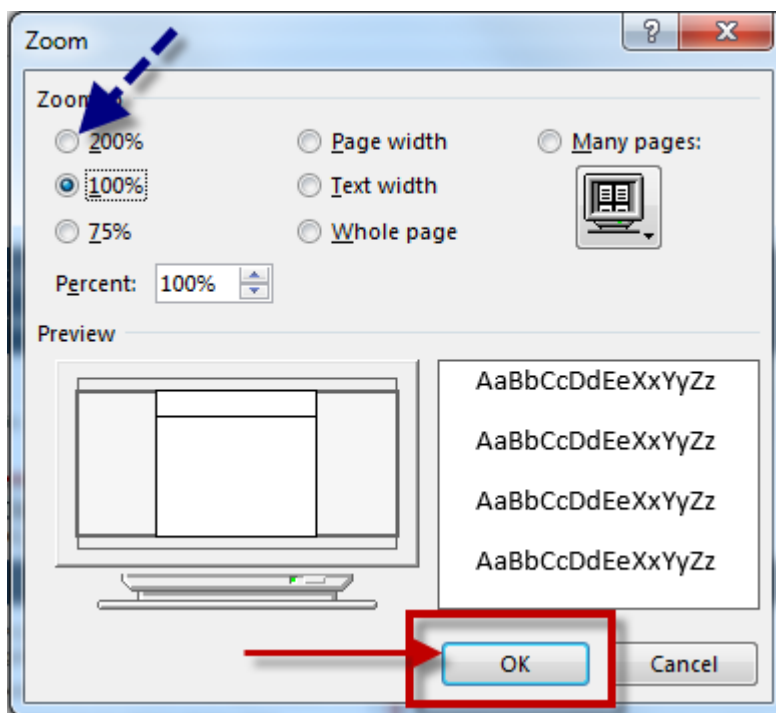 Zoom
Zoom
200%
Page width
Many pages:
100%
Text width
75%
Whole page
Percent: 100%
Preview
AaBbCcDdEeXxYyZz
AaBbCcDdEeXxYyZz
AaBbCcDdEeXxYyZz
AaBbCcDdEeXxYyZz
OK
Cancel